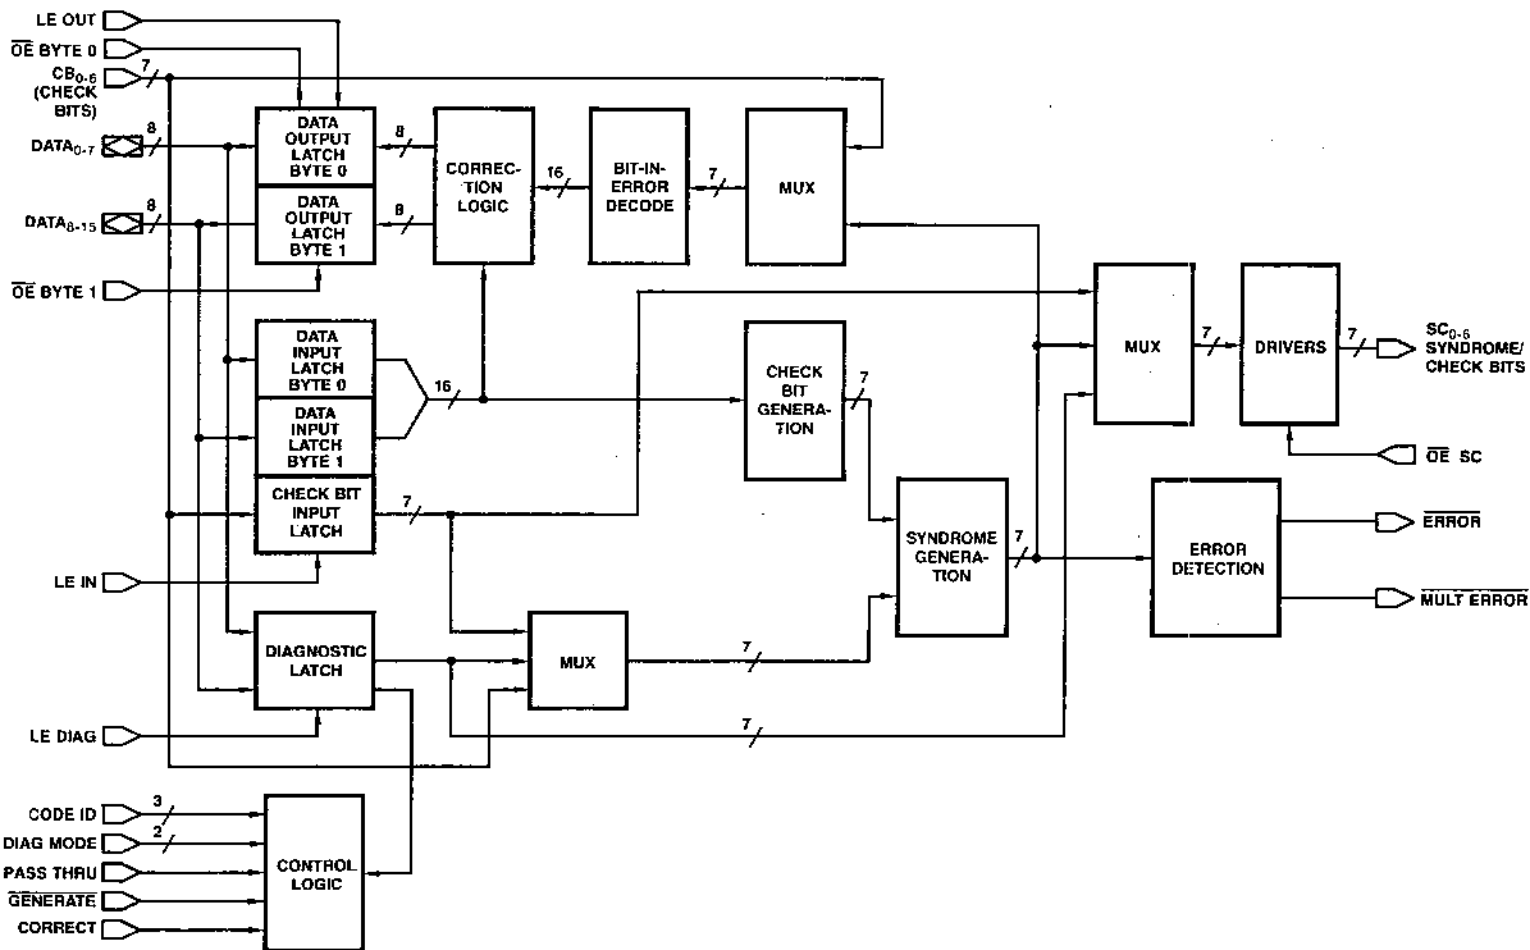 LE OUT
OE BYTE 0
CB0-6
(CHECK
BITS)
7
DATA0-7
8
DATA8-15
8
OE BYTE 1
DATA
OUTPUT
LATCH
BYTE 0
DATA
OUTPUT
LATCH
BYTE 1
8
8
CORREC-
TION
LOGIC
16
BIT-IN-
ERROR
DECODE
7
MUX
DATA
INPUT
LATCH
BYTE 0
DATA
INPUT
LATCH
BYTE 1
16
CHECK BIT
INPUT
LATCH
7
LE IN
CHECK
BIT
GENERA-
TION
7
SYNDROME
GENERA-
TION
7
MUX
7
DRIVERS
7
SC0-6
SYNDROME/
CHECK BITS
OE SC
ERROR
DETECTION
ERROR
MULT ERROR
DIAGNOSTIC
LATCH
MUX
7
7
LE DIAG
CODE ID
3
DIAG MODE
2
PASS THRU
GENERATE
CORRECT
CONTROL
LOGIC